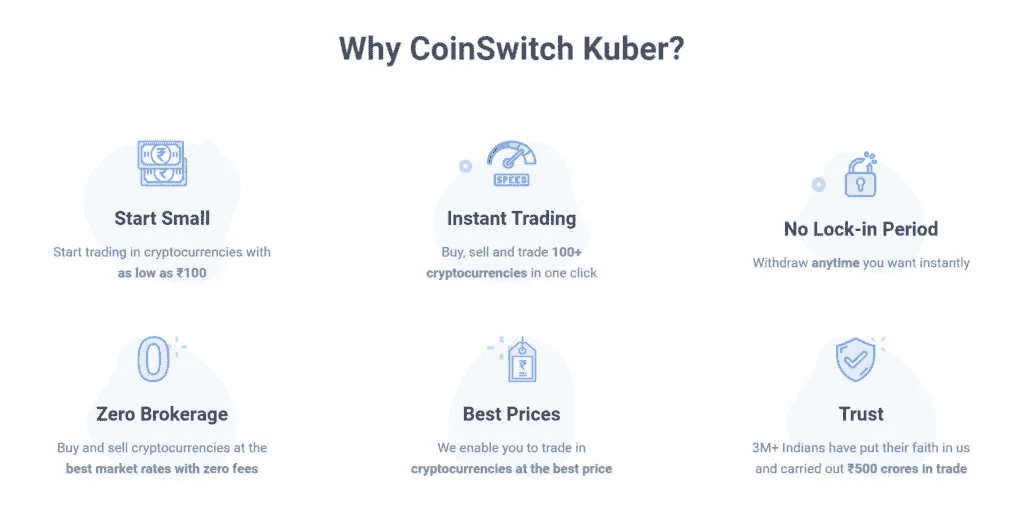 Why CoinSwitch Kuber?
₹
₹
SPEED
Start Small
Instant Trading
No Lock-in Period
Start trading in cryptocurrencies with
as low as ₹100
Buy, sell and trade 100+
cryptocurrencies in one click
Withdraw anytime you want instantly
0
₹
Zero Brokerage
Best Prices
Trust
Buy and sell cryptocurrencies at the
best market rates with zero fees
We enable you to trade in
cryptocurrencies at the best price
3M+ Indians have put their faith in us
and carried out ₹500 crores in trade